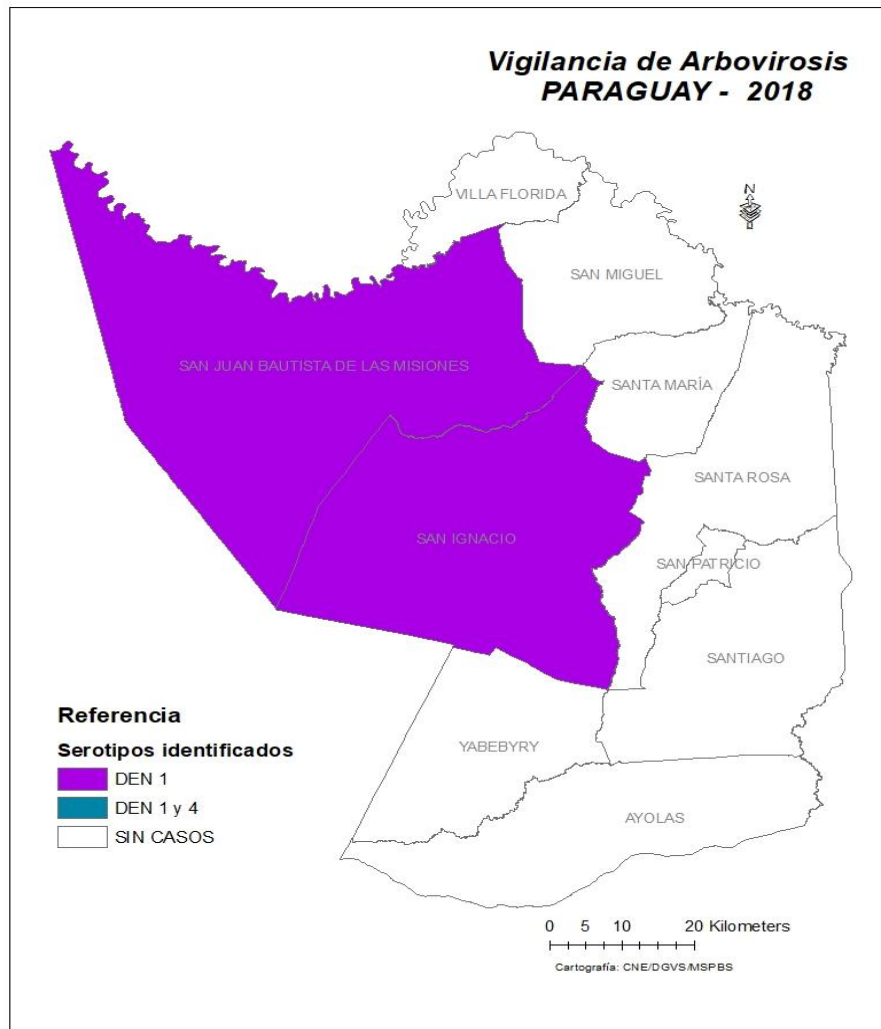 Vigilancia de Arbovirosis
PARAGUAY - 2018
N
VILLA FLORIDA
SAN MIGUEL
SAN JUAN BAUTISTA DE LAS MISIONES
SANTA MARÍA
SANTA ROSA
SAN IGNACIO
SAN PATRICIO
SANTIAGO
YABEBYRY
AYOLAS
Referencia
Serotipos identificados
DEN 1
DEN 1 y 4
SIN CASOS
0 5 10 20 Kilometers
Cartografía: CNE/DGVS/MSPBS